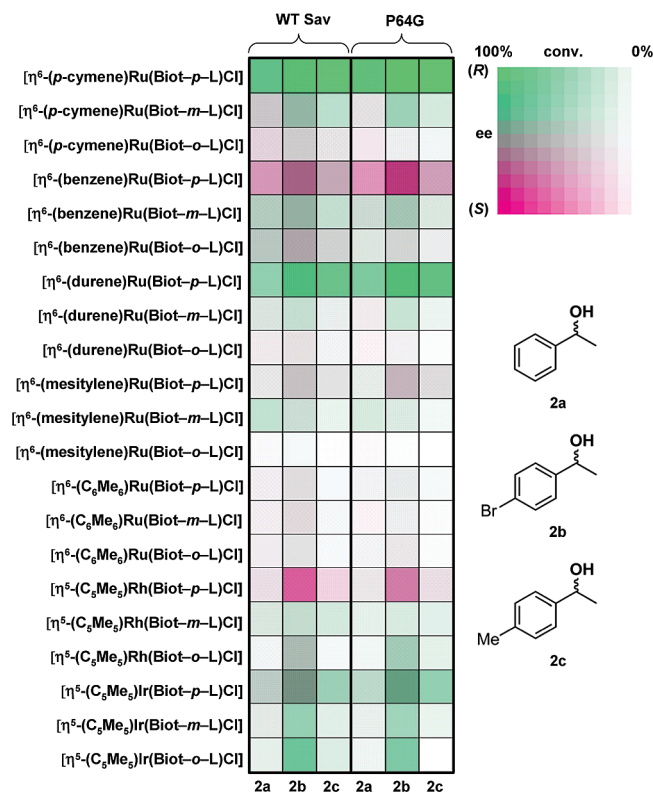 WT Sav P64G
100% conv. 0%
(R)
ee
(S)
[η⁶-(p-cymene)Ru(Biot–p–L)Cl]
[η⁶-(p-cymene)Ru(Biot–m–L)Cl]
[η⁶-(p-cymene)Ru(Biot–o–L)Cl]
[η⁶-(benzene)Ru(Biot–p–L)Cl]
[η⁶-(benzene)Ru(Biot–m–L)Cl]
[η⁶-(benzene)Ru(Biot–o–L)Cl]
[η⁶-(durene)Ru(Biot–p–L)Cl]
[η⁶-(durene)Ru(Biot–m–L)Cl]
[η⁶-(durene)Ru(Biot–o–L)Cl]
[η⁶-(mesitylene)Ru(Biot–p–L)Cl]
[η⁶-(mesitylene)Ru(Biot–m–L)Cl]
[η⁶-(mesitylene)Ru(Biot–o–L)Cl]
[η⁶-(C₆Me₆)Ru(Biot–p–L)Cl]
[η⁶-(C₆Me₆)Ru(Biot–m–L)Cl]
[η⁶-(C₆Me₆)Ru(Biot–o–L)Cl]
[η⁵-(C₅Me₅)Rh(Biot–p–L)Cl]
[η⁵-(C₅Me₅)Rh(Biot–m–L)Cl]
[η⁵-(C₅Me₅)Rh(Biot–o–L)Cl]
[η⁵-(C₅Me₅)Ir(Biot–p–L)Cl]
[η⁵-(C₅Me₅)Ir(Biot–m–L)Cl]
[η⁵-(C₅Me₅)Ir(Biot–o–L)Cl]
2a 2b 2c 2a 2b 2c
OH
2a
OH
Br
2b
OH
Me
2c